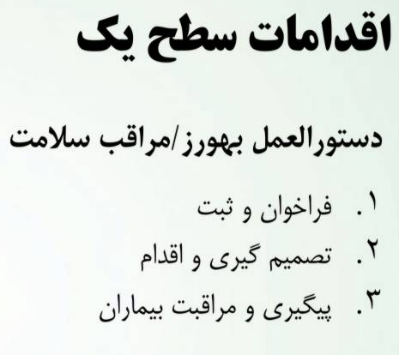 اقدامات سطح یک
دستورالعمل بهورز/مراقب سلامت
۱. فراخوان و ثبت
۲. تصمیم گیری و اقدام
۳. پیگیری و مراقبت بیماران